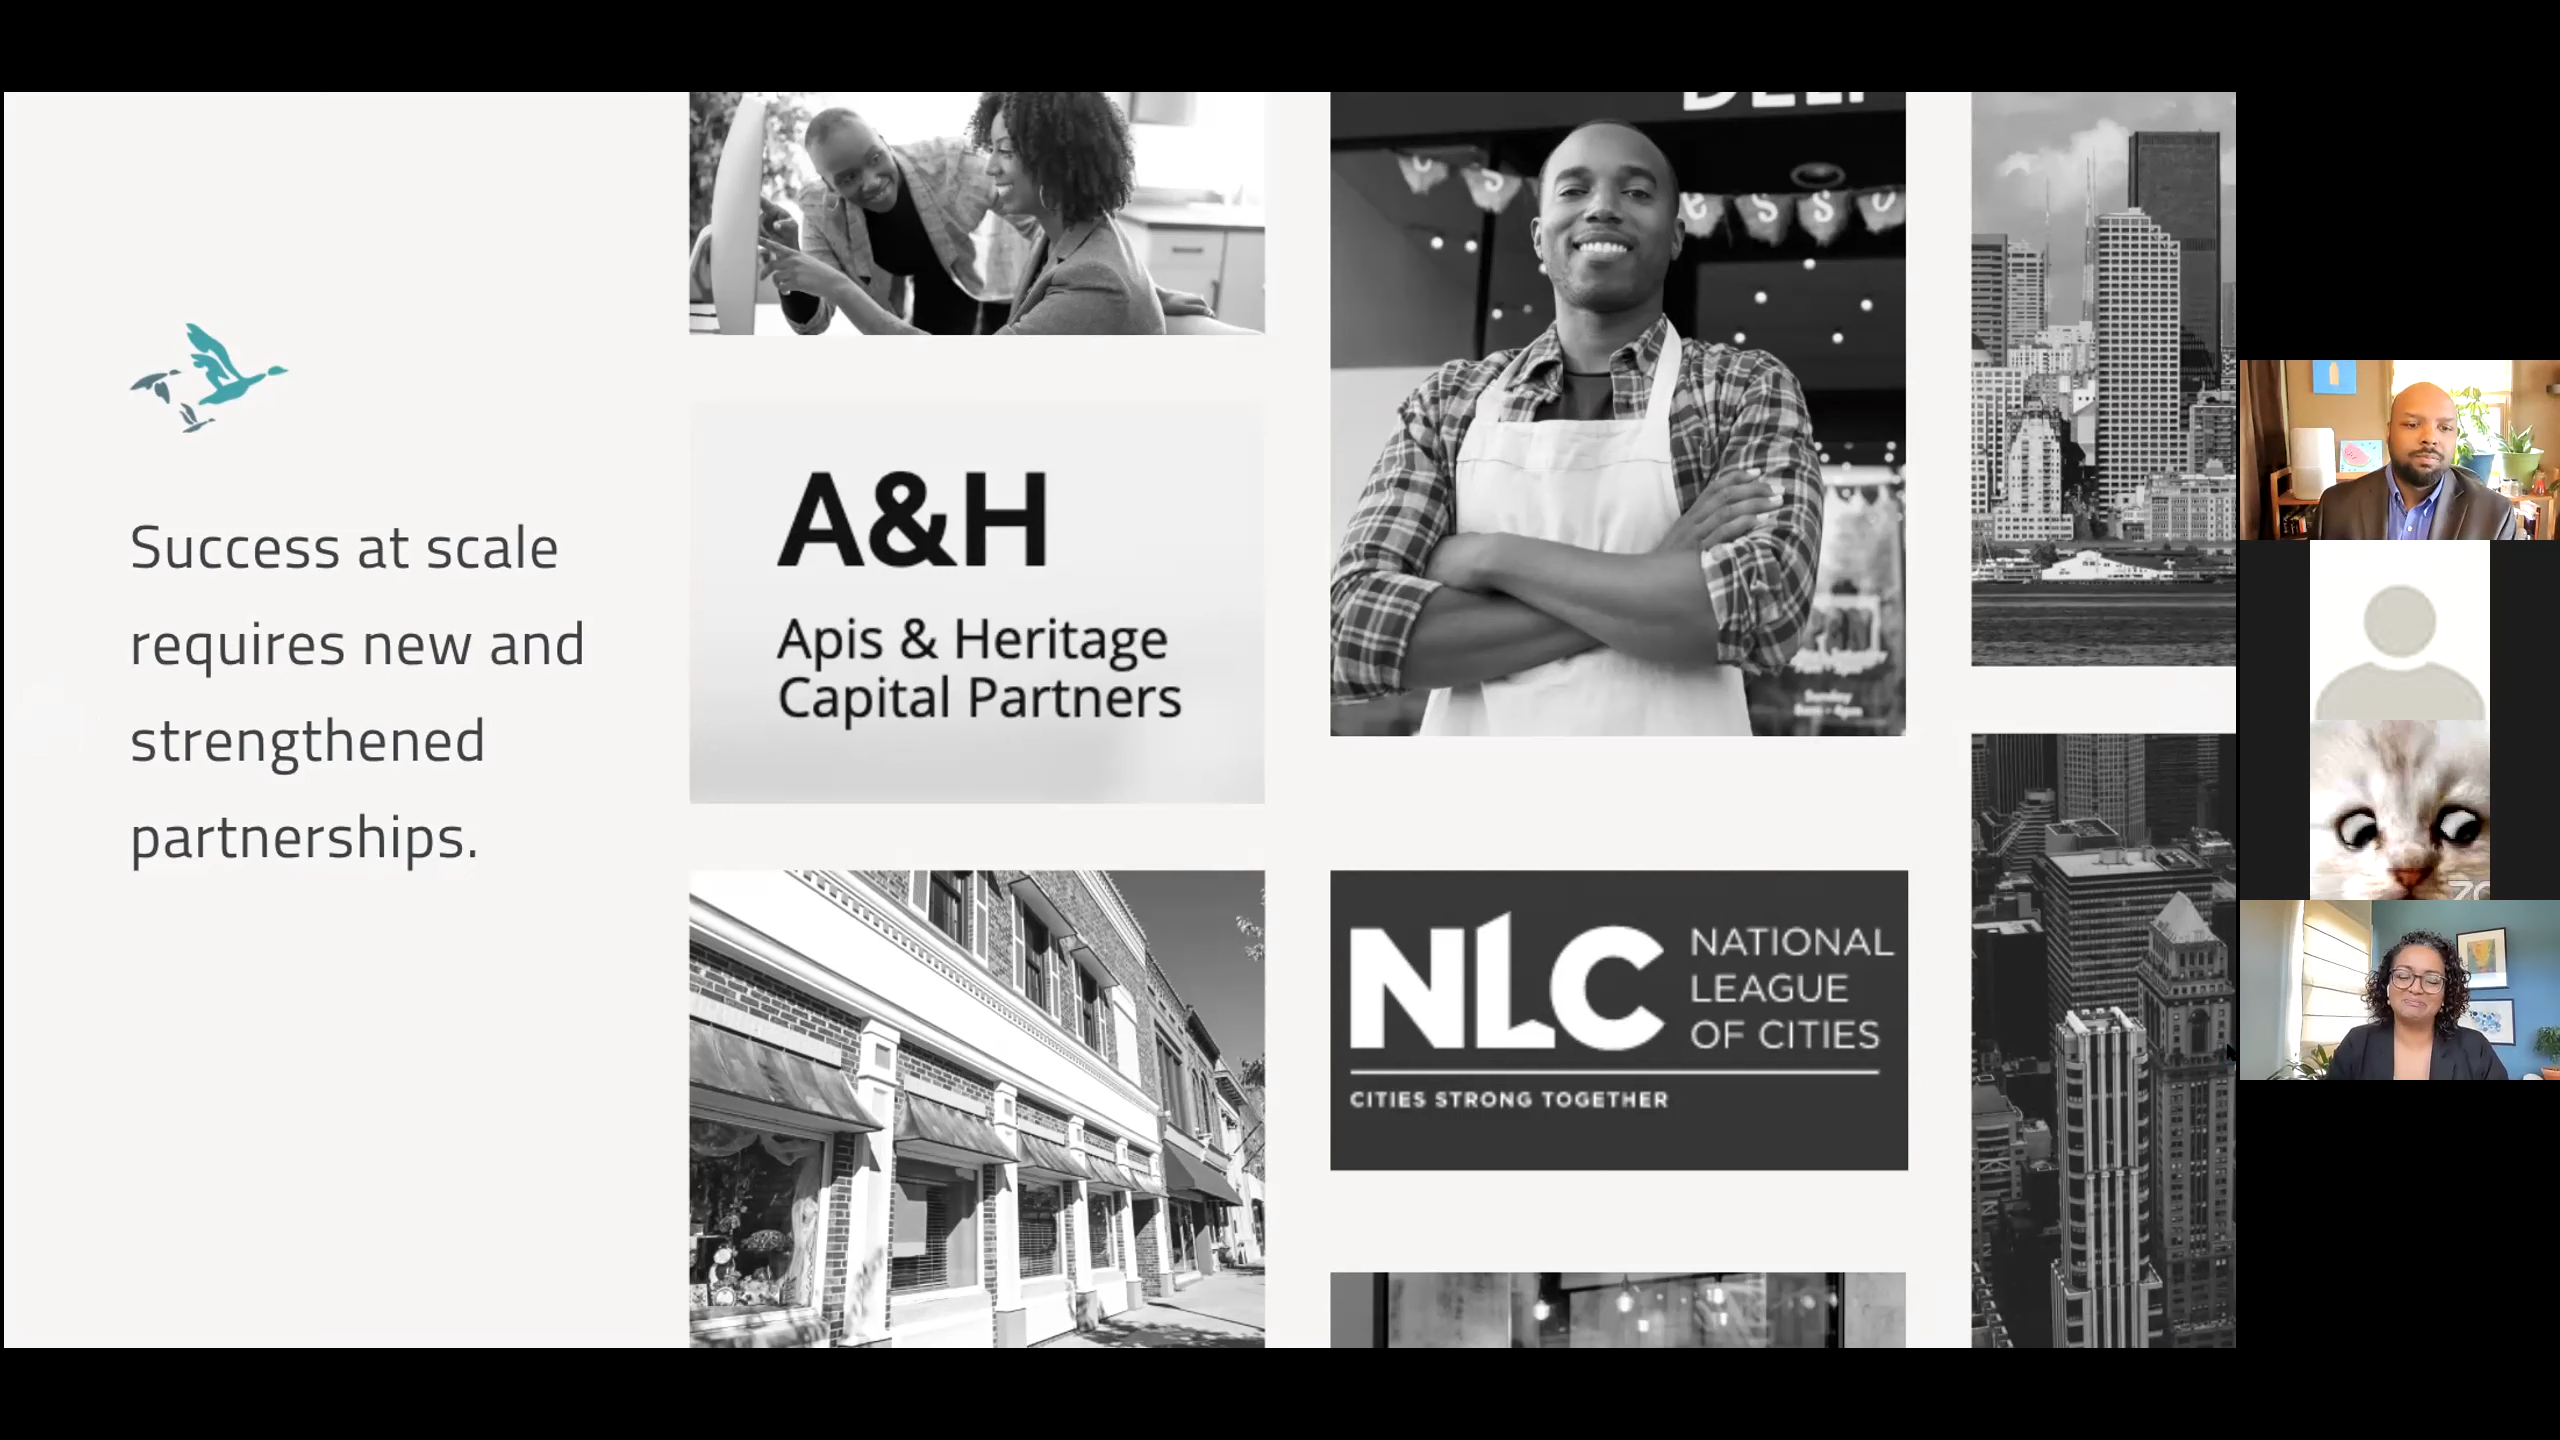 Success at scale
requires new and
strengthened
partnerships.
A&H
Apis & Heritage
Capital Partners
NLC
NATIONAL
LEAGUE
OF CITIES
CITIES STRONG TOGETHER